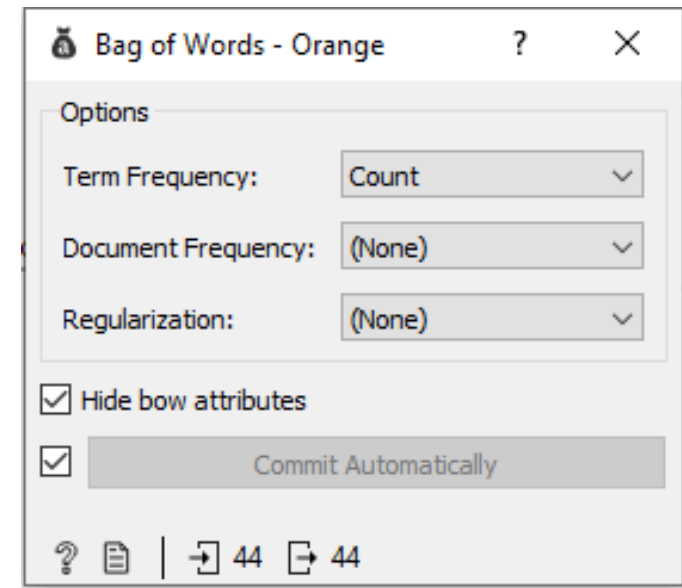 Bag of Words - Orange ? X
Options
Term Frequency: Count
Document Frequency: (None)
Regularization: (None)
Hide bow attributes
Commit Automatically
? 44 44